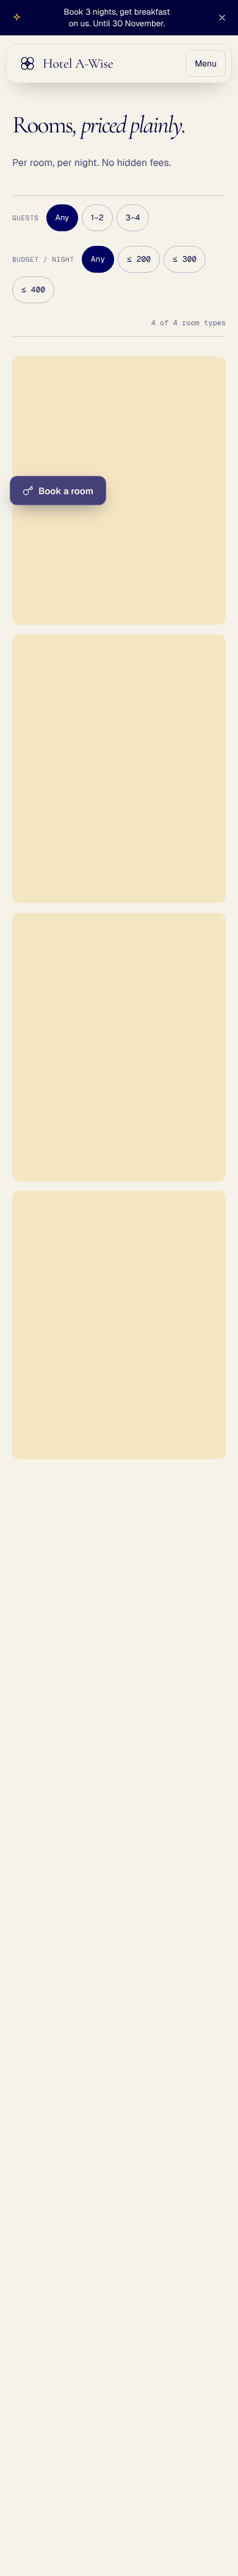 Book 3 nights, get breakfast
on us. Until 30 November.
Hotel A-Wise
Menu
Rooms, priced plainly.
Per room, per night. No hidden fees.
GUESTS Any 1–2 3–4
BUDGET / NIGHT Any ≤ 200 ≤ 300
≤ 400
4 of 4 room types
Book a room